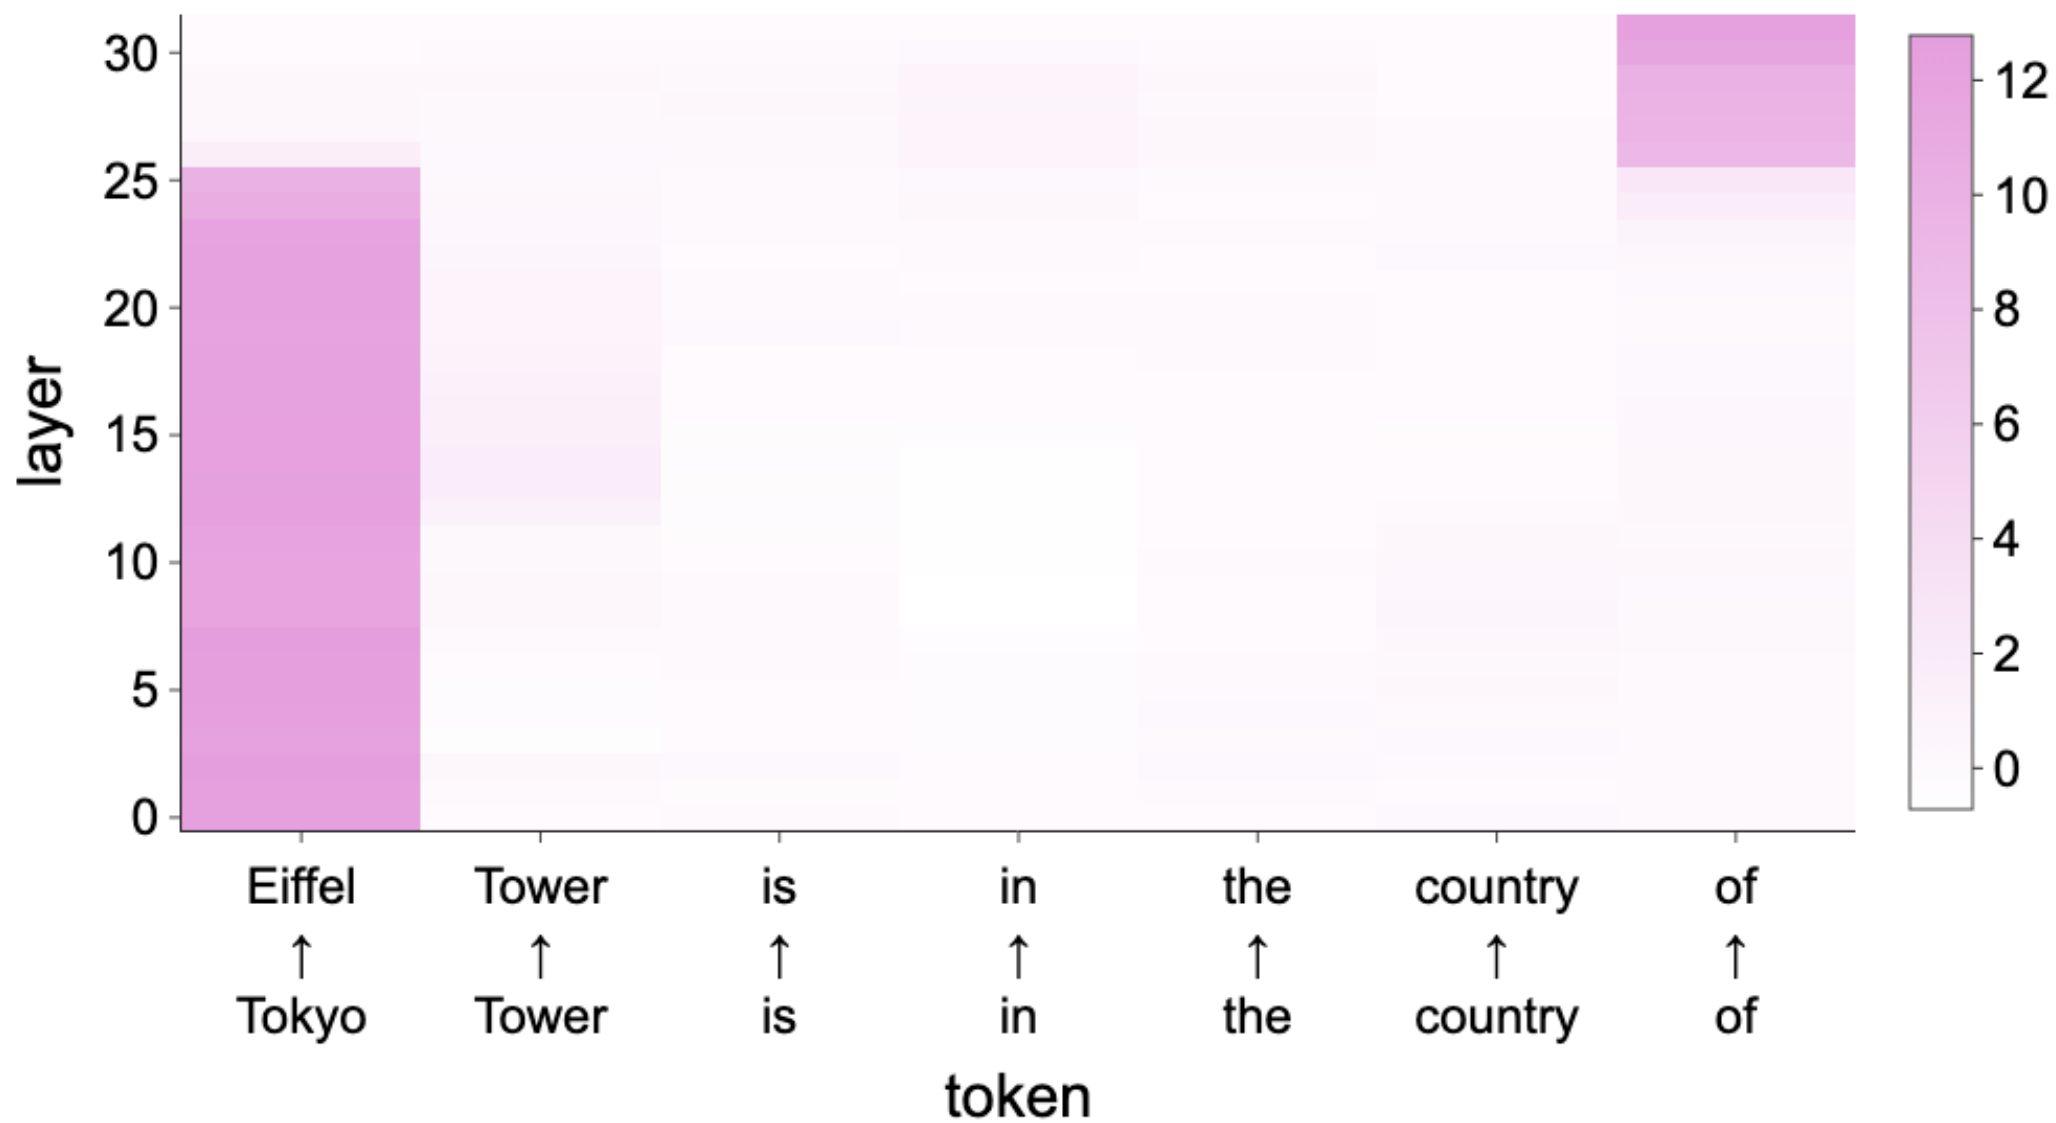 30
25
20
15
10
5
0
layer
12
10
8
6
4
2
0
Eiffel Tower is in the country of
↑ ↑ ↑ ↑ ↑ ↑ ↑
Tokyo Tower is in the country of
token